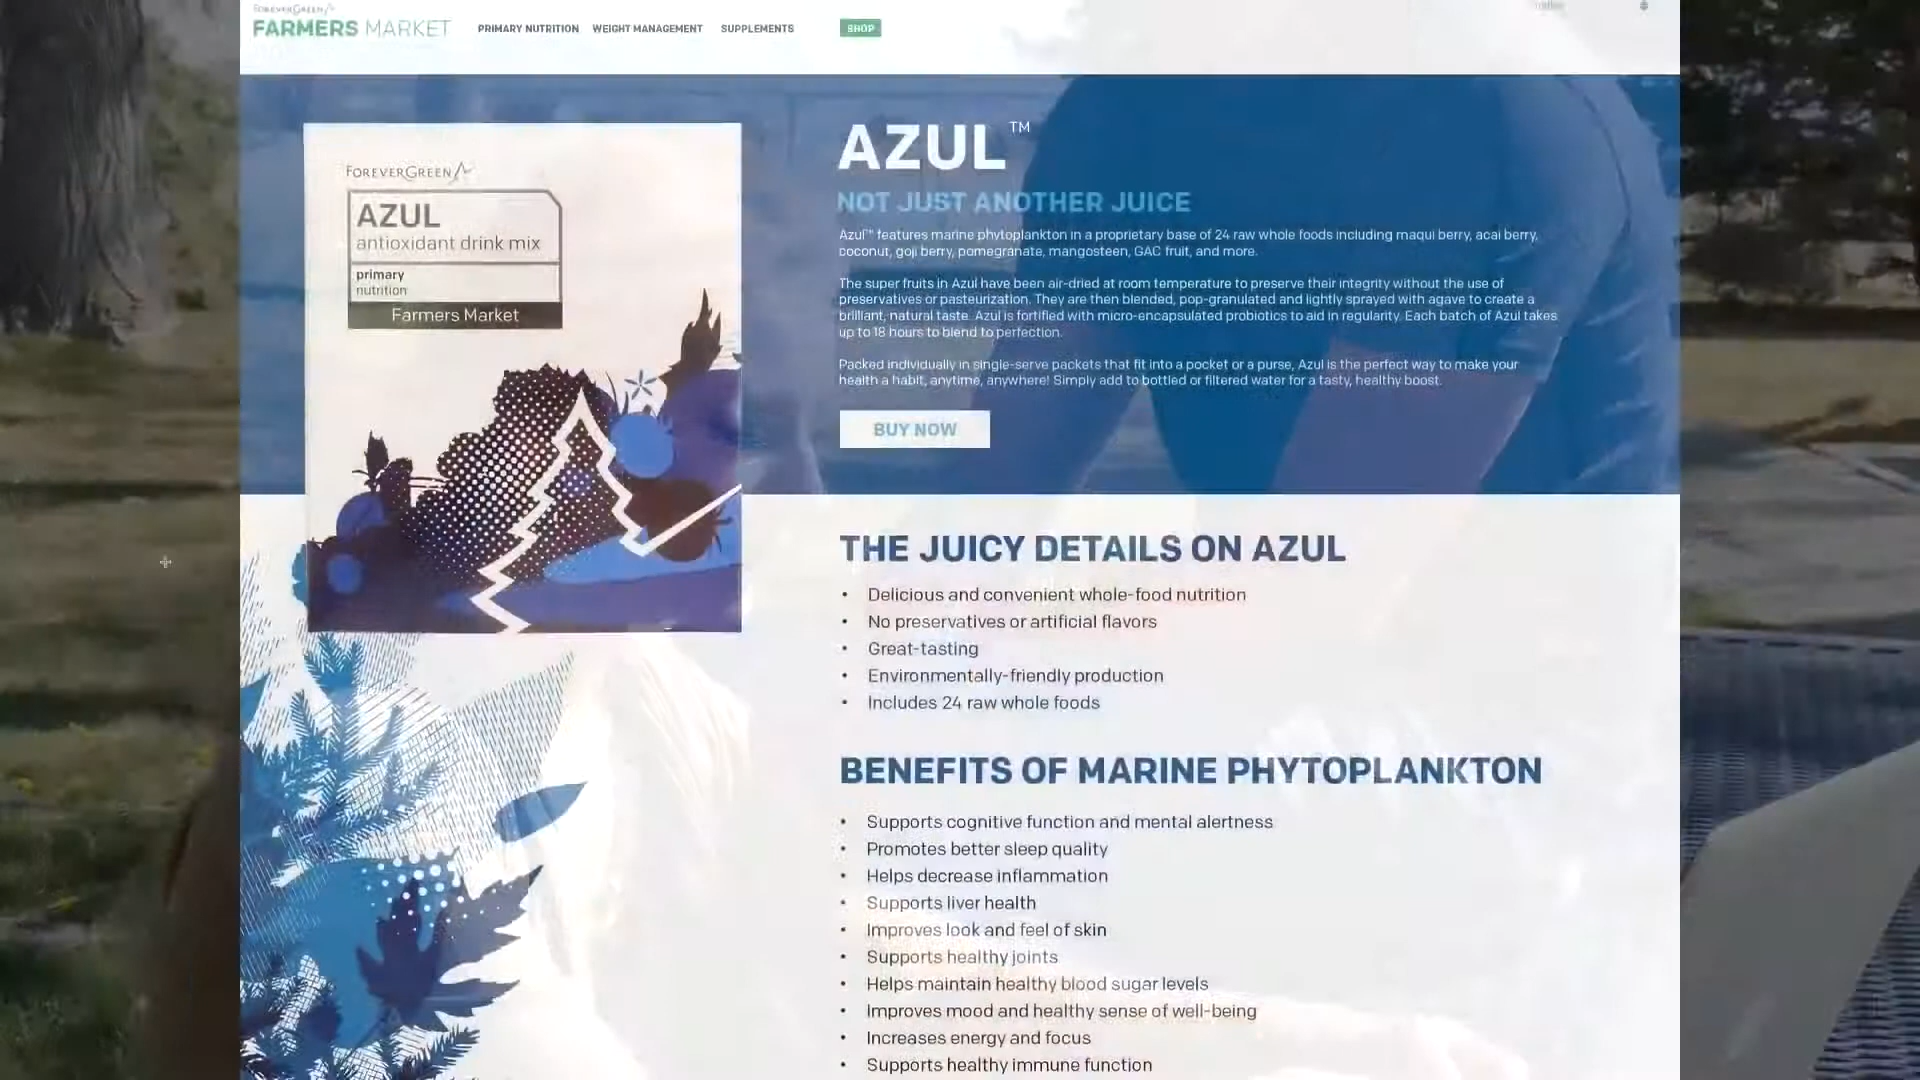 FOREVERGREEN
FARMERS MARKET
PRIMARY NUTRITION WEIGHT MANAGEMENT SUPPLEMENTS SHOP
FOREVERGREEN
AZUL
antioxidant drink mix
primary
nutrition
Farmers Market
AZUL™
NOT JUST ANOTHER JUICE
Azul™ features marine phytoplankton in a proprietary base of 24 raw whole foods including maqui berry, acai berry,
coconut, goji berry, pomegranate, mangosteen, GAC fruit, and more.
The super fruits in Azul have been air-dried at room temperature to preserve their integrity without the use of
preservatives or pasteurization. They are then blended, pop-granulated and lightly sprayed with agave to create a
brilliant, natural taste. Azul is fortified with micro-encapsulated probiotics to aid in regularity. Each batch of Azul takes
up to 18 hours to blend to perfection.
Packed individually in single-serve packets that fit into a pocket or a purse, Azul is the perfect way to make your
health a habit, anytime, anywhere! Simply add to bottled or filtered water for a tasty, healthy boost.
BUY NOW
THE JUICY DETAILS ON AZUL
• Delicious and convenient whole-food nutrition
• No preservatives or artificial flavors
• Great-tasting
• Environmentally-friendly production
• Includes 24 raw whole foods
BENEFITS OF MARINE PHYTOPLANKTON
• Supports cognitive function and mental alertness
• Promotes better sleep quality
• Helps decrease inflammation
• Supports liver health
• Improves look and feel of skin
• Supports healthy joints
• Helps maintain healthy blood sugar levels
• Improves mood and healthy sense of well-being
• Increases energy and focus
• Supports healthy immune function